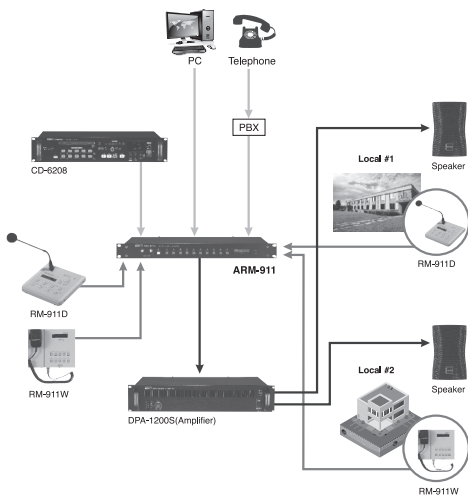 PC
Telephone
PBX
CD-6208
Local #1
Speaker
ARM-911
RM-911D
RM-911D
RM-911W
DPA-1200S(Amplifier)
Local #2
Speaker
RM-911W